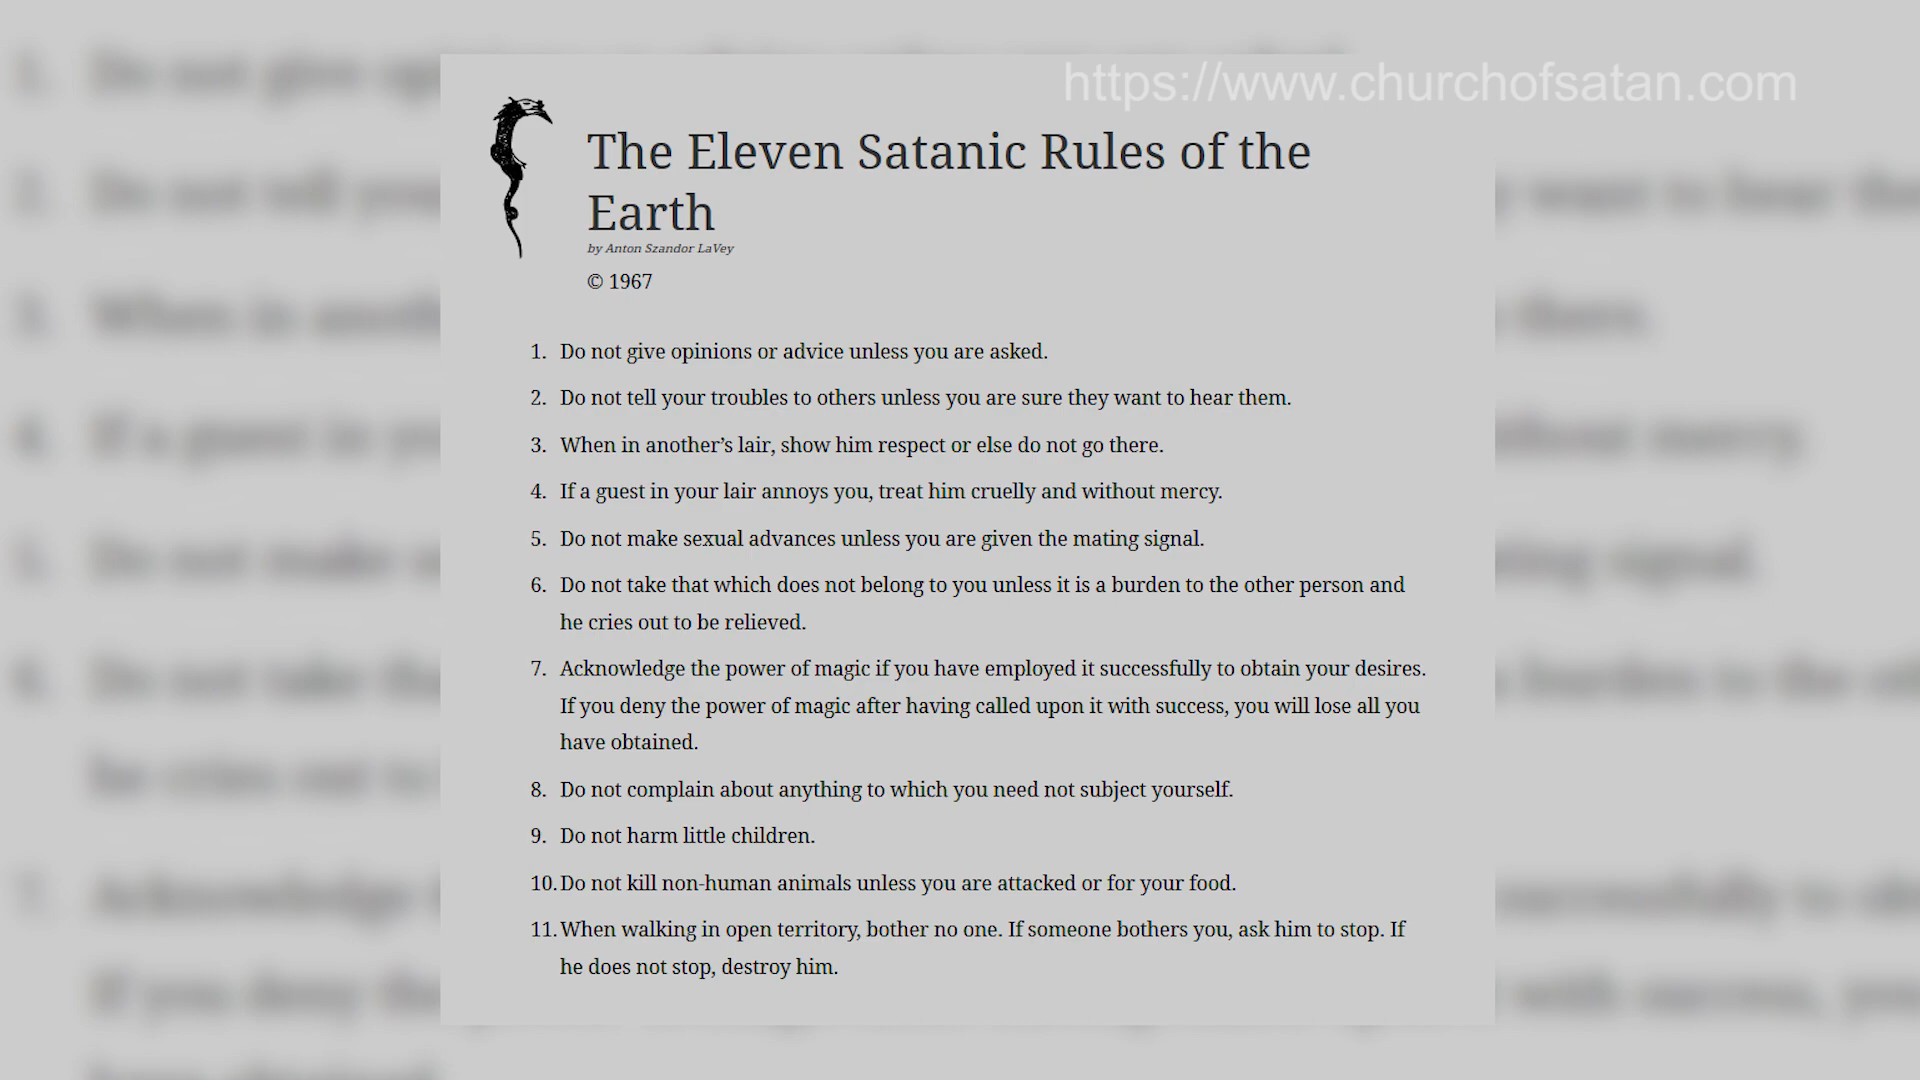 https://www.churchofsatan.com
The Eleven Satanic Rules of the
Earth
by Anton Szandor LaVey
© 1967
1. Do not give opinions or advice unless you are asked.
2. Do not tell your troubles to others unless you are sure they want to hear them.
3. When in another’s lair, show him respect or else do not go there.
4. If a guest in your lair annoys you, treat him cruelly and without mercy.
5. Do not make sexual advances unless you are given the mating signal.
6. Do not take that which does not belong to you unless it is a burden to the other person and
he cries out to be relieved.
7. Acknowledge the power of magic if you have employed it successfully to obtain your desires.
If you deny the power of magic after having called upon it with success, you will lose all you
have obtained.
8. Do not complain about anything to which you need not subject yourself.
9. Do not harm little children.
10. Do not kill non-human animals unless you are attacked or for your food.
11. When walking in open territory, bother no one. If someone bothers you, ask him to stop. If
he does not stop, destroy him.